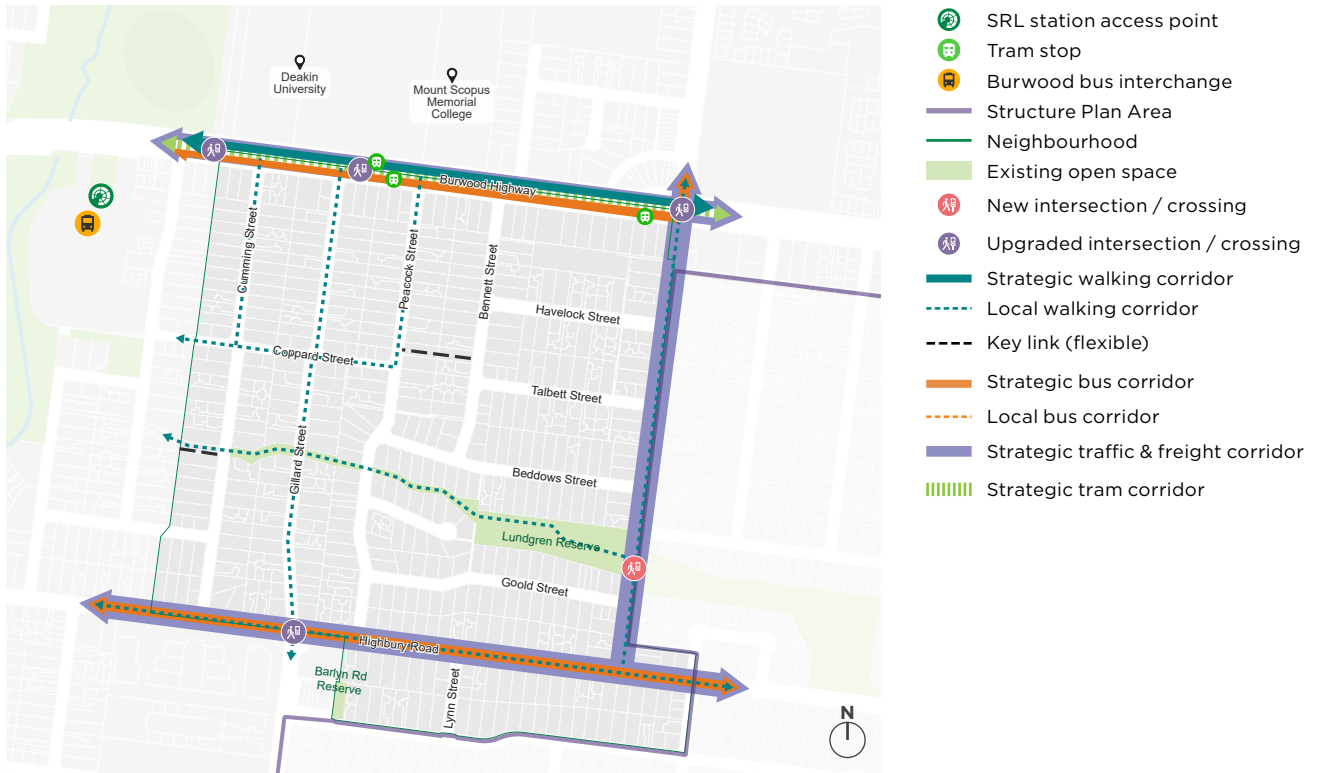 Deakin
University
Mount Scopus
Memorial
College
Burwood Highway
Cumming Street
Peacock Street
Bennett Street
Havelock Street
Coppard Street
Talbett Street
Gillard Street
Beddows Street
Lundgren Reserve
Goold Street
Highbury Road
Barlyn Rd
Reserve
Lynn Street
N
SRL station access point
Tram stop
Burwood bus interchange
Structure Plan Area
Neighbourhood
Existing open space
New intersection / crossing
Upgraded intersection / crossing
Strategic walking corridor
Local walking corridor
Key link (flexible)
Strategic bus corridor
Local bus corridor
Strategic traffic & freight corridor
Strategic tram corridor